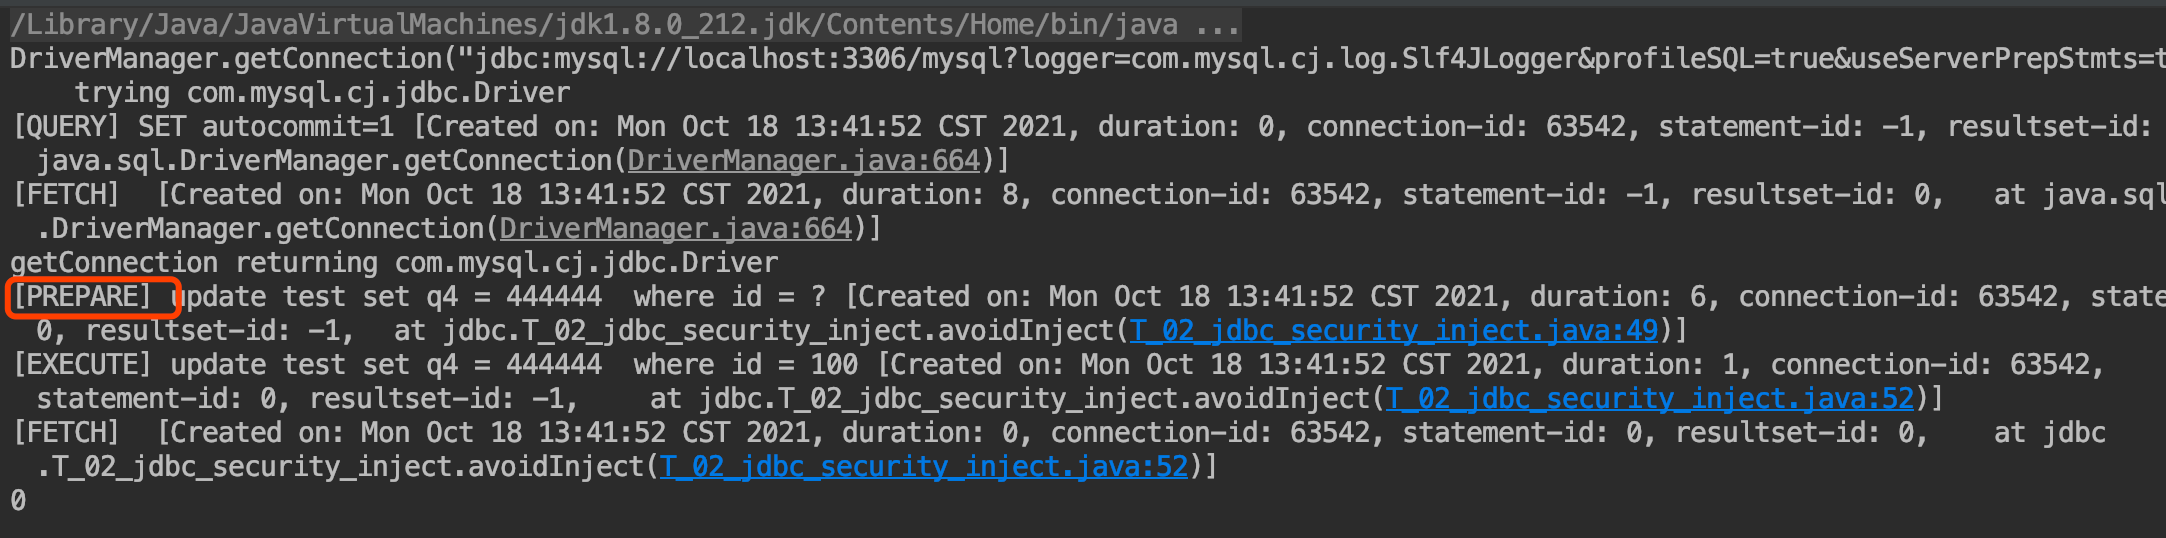 /Library/Java/JavaVirtualMachines/jdk1.8.0_212.jdk/Contents/Home/bin/java ...
DriverManager.getConnection("jdbc:mysql://localhost:3306/mysql?logger=com.mysql.cj.log.Slf4JLogger&profileSQL=true&useServerPrepStmts=t
trying com.mysql.cj.jdbc.Driver
[QUERY] SET autocommit=1 [Created on: Mon Oct 18 13:41:52 CST 2021, duration: 0, connection-id: 63542, statement-id: -1, resultset-id:
java.sql.DriverManager.getConnection(DriverManager.java:664)]
[FETCH]  [Created on: Mon Oct 18 13:41:52 CST 2021, duration: 8, connection-id: 63542, statement-id: -1, resultset-id: 0,   at java.sql
.DriverManager.getConnection(DriverManager.java:664)]
getConnection returning com.mysql.cj.jdbc.Driver
[PREPARE] update test set q4 = 444444  where id = ? [Created on: Mon Oct 18 13:41:52 CST 2021, duration: 6, connection-id: 63542, state
0, resultset-id: -1,  at jdbc.T_02_jdbc_security_inject.avoidInject(T_02_jdbc_security_inject.java:49)]
[EXECUTE] update test set q4 = 444444  where id = 100 [Created on: Mon Oct 18 13:41:52 CST 2021, duration: 1, connection-id: 63542,
statement-id: 0, resultset-id: -1,    at jdbc.T_02_jdbc_security_inject.avoidInject(T_02_jdbc_security_inject.java:52)]
[FETCH]  [Created on: Mon Oct 18 13:41:52 CST 2021, duration: 0, connection-id: 63542, statement-id: 0, resultset-id: 0,    at jdbc
.T_02_jdbc_security_inject.avoidInject(T_02_jdbc_security_inject.java:52)]
0